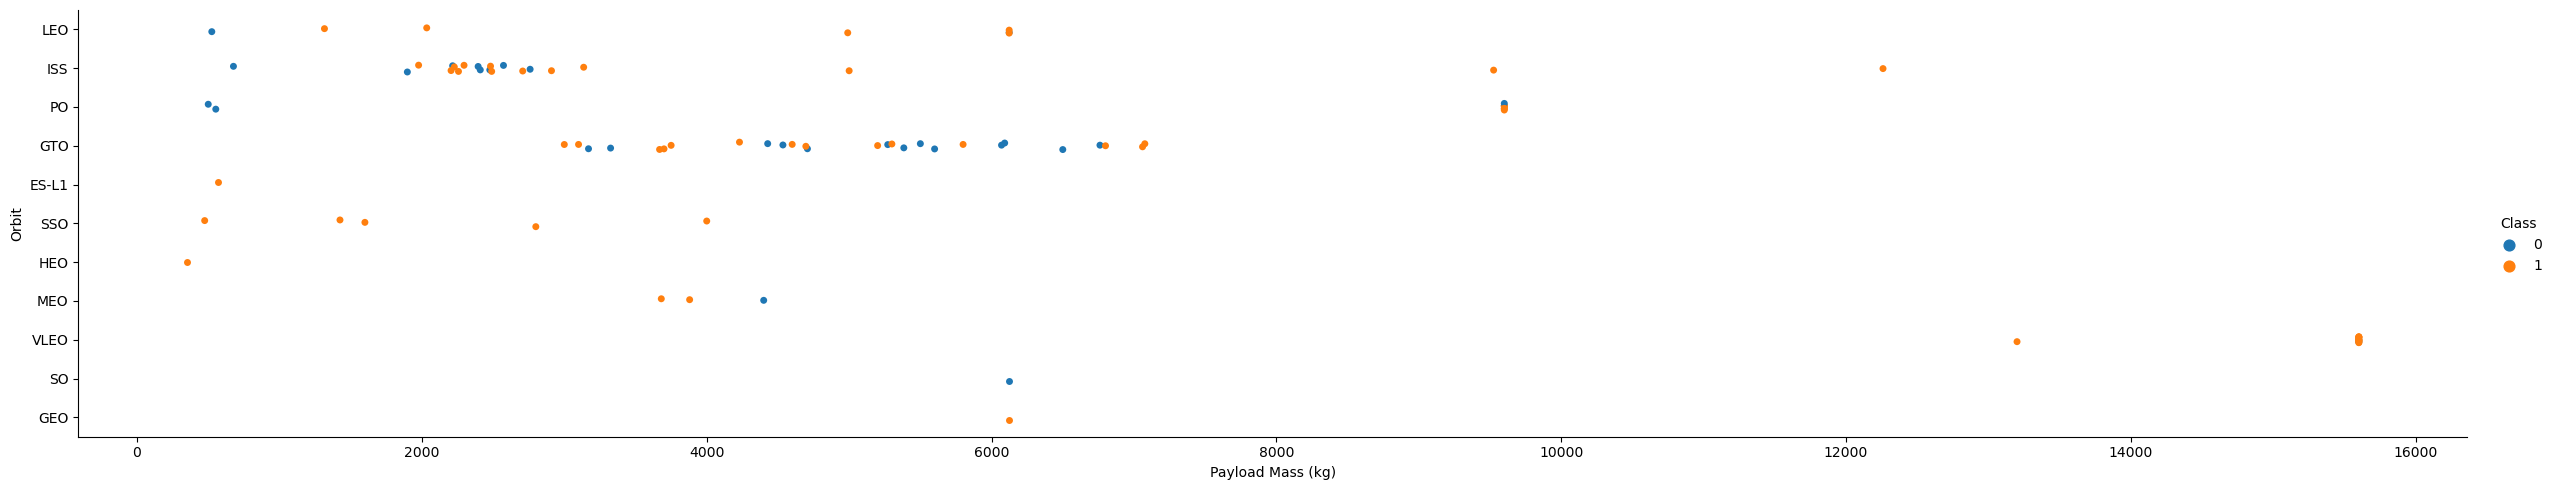 LEO
ISS
PO
GTO
ES-L1
SSO
HEO
MEO
VLEO
SO
GEO
Orbit
0 2000 4000 6000 8000 10000 12000 14000 16000
Payload Mass (kg)
Class
0
1